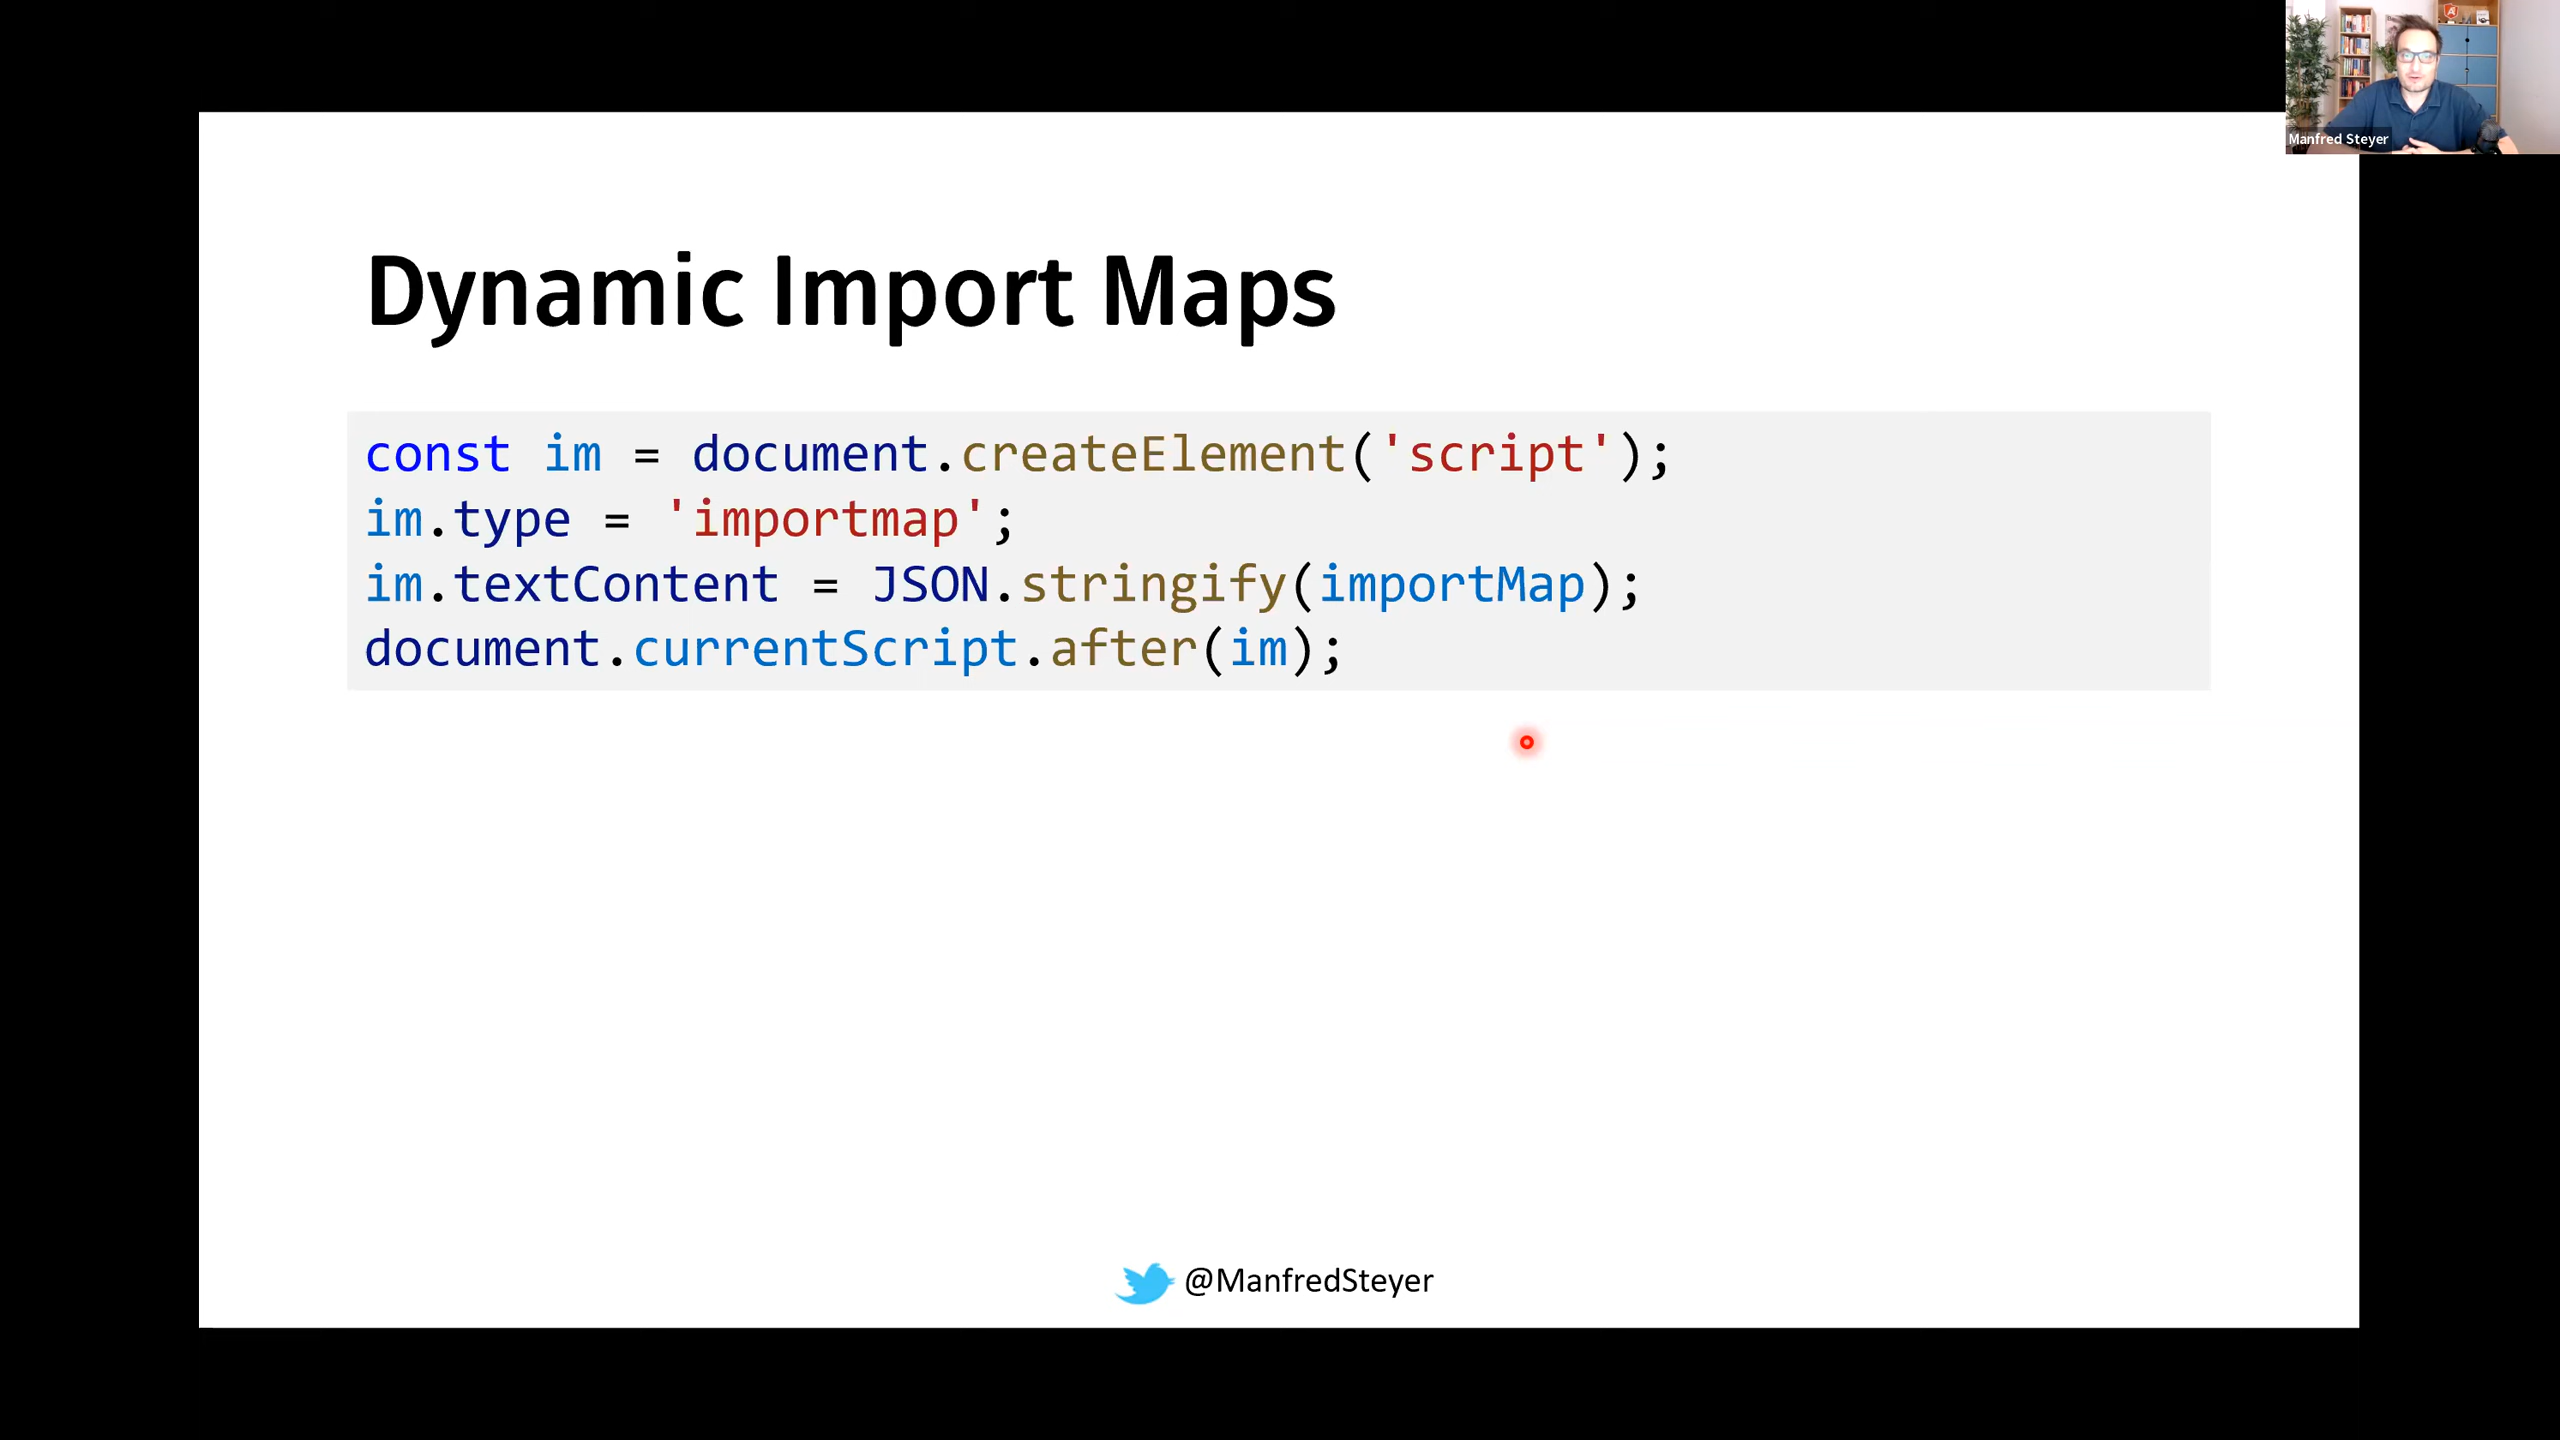 Manfred Steyer
Dynamic Import Maps
const im = document.createElement('script');
im.type = 'importmap';
im.textContent = JSON.stringify(importMap);
document.currentScript.after(im);
@ManfredSteyer